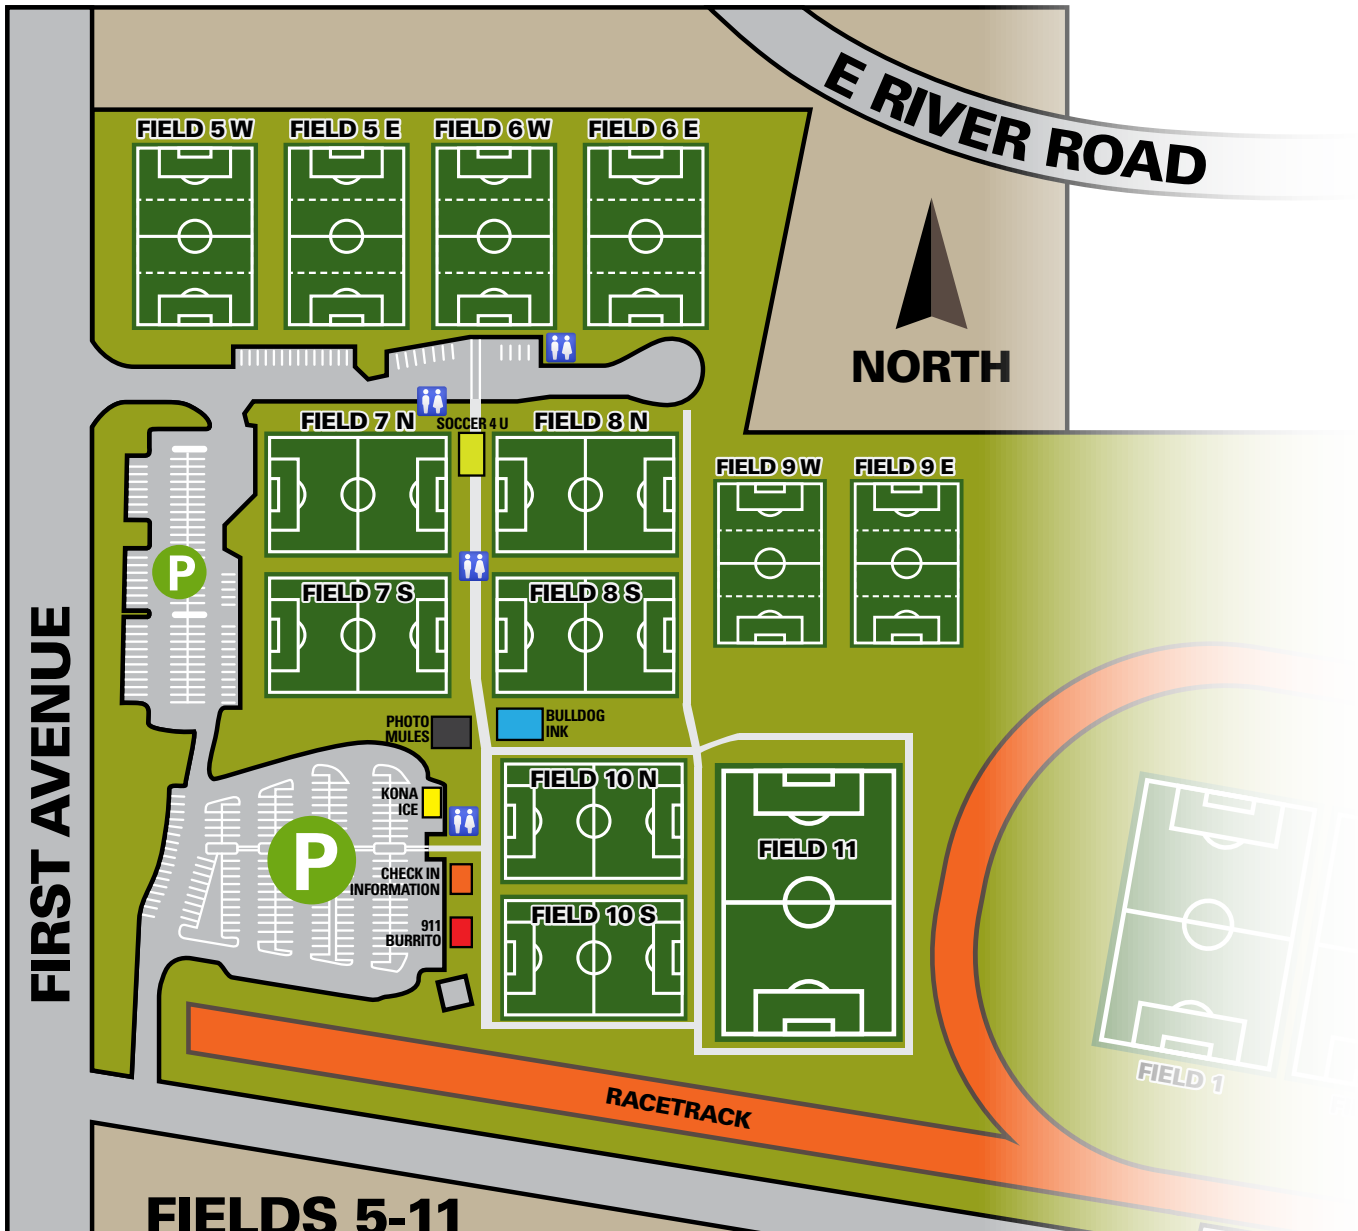 E RIVER ROAD
FIELD 5 W
FIELD 5 E
FIELD 6 W
FIELD 6 E
NORTH
FIELD 7 N
SOCCER 4 U
FIELD 8 N
FIELD 9 W
FIELD 9 E
P
FIELD 7 S
FIELD 8 S
FIRST AVENUE
PHOTO
MULES
BULLDOG
INK
FIELD 10 N
KONA
ICE
P
FIELD 11
CHECK IN
INFORMATION
FIELD 10 S
911
BURRITO
FIELD 1
RACETRACK
FIELDS 5-11